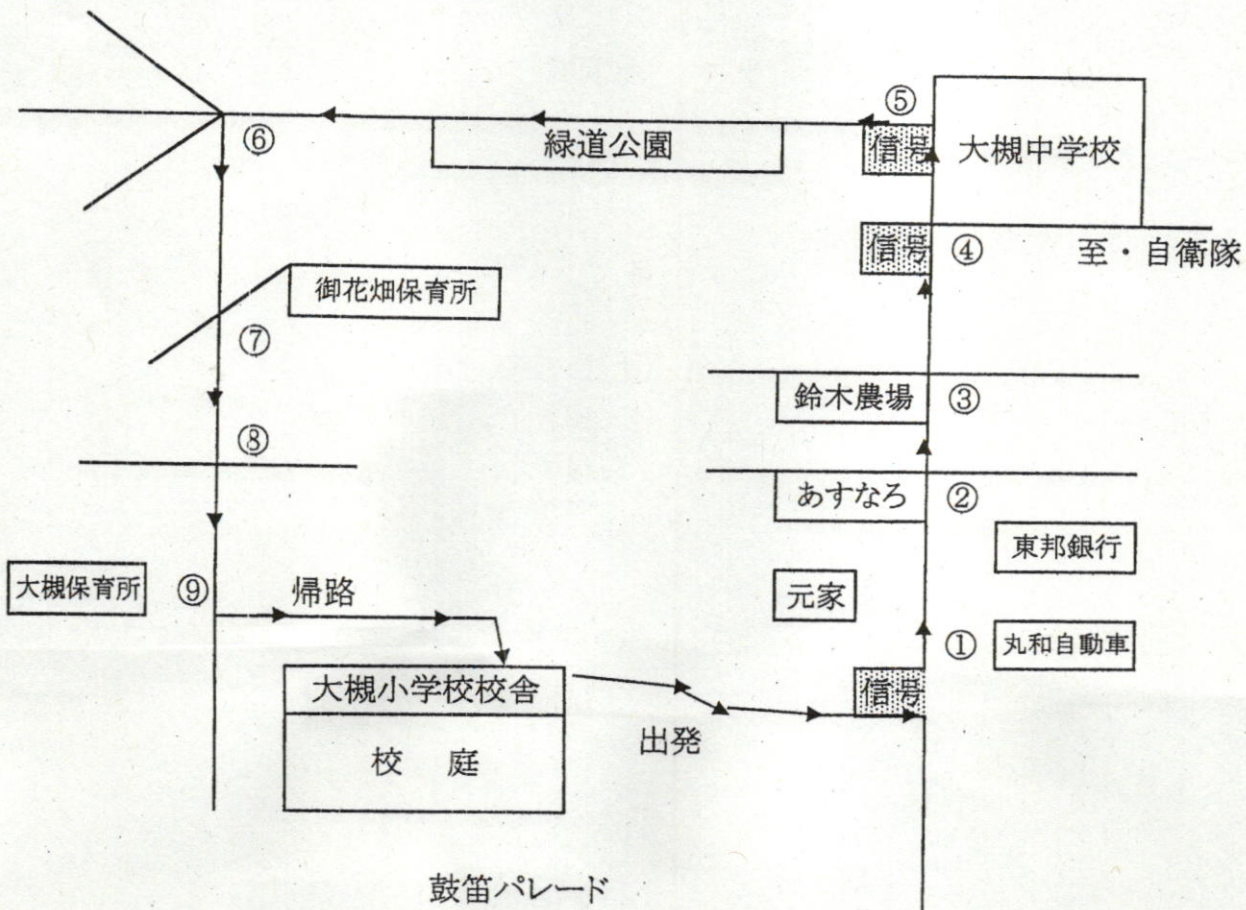 ⑤
信号
大槻中学校
⑥
緑道公園
信号
④
至・自衛隊
御花畑保育所
⑦
鈴木農場
③
⑧
あすなろ
②
東邦銀行
大槻保育所
⑨
帰路
元家
①
丸和自動車
大槻小学校校舎
信号
出発
校 庭
鼓笛パレード